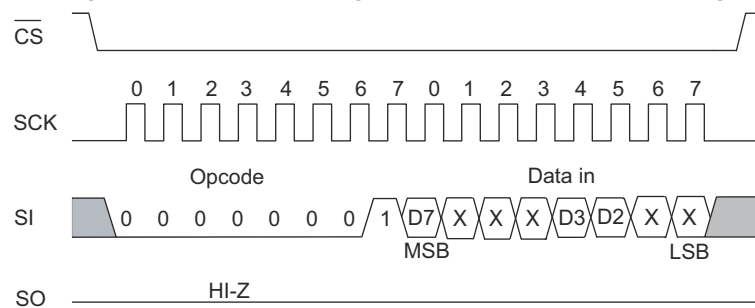 CS
0 1 2 3 4 5 6 7 0 1 2 3 4 5 6 7
SCK
Opcode Data in
SI 0 0 0 0 0 0 0 1 D7 X X X D3 D2 X X
MSB LSB
HI-Z
SO